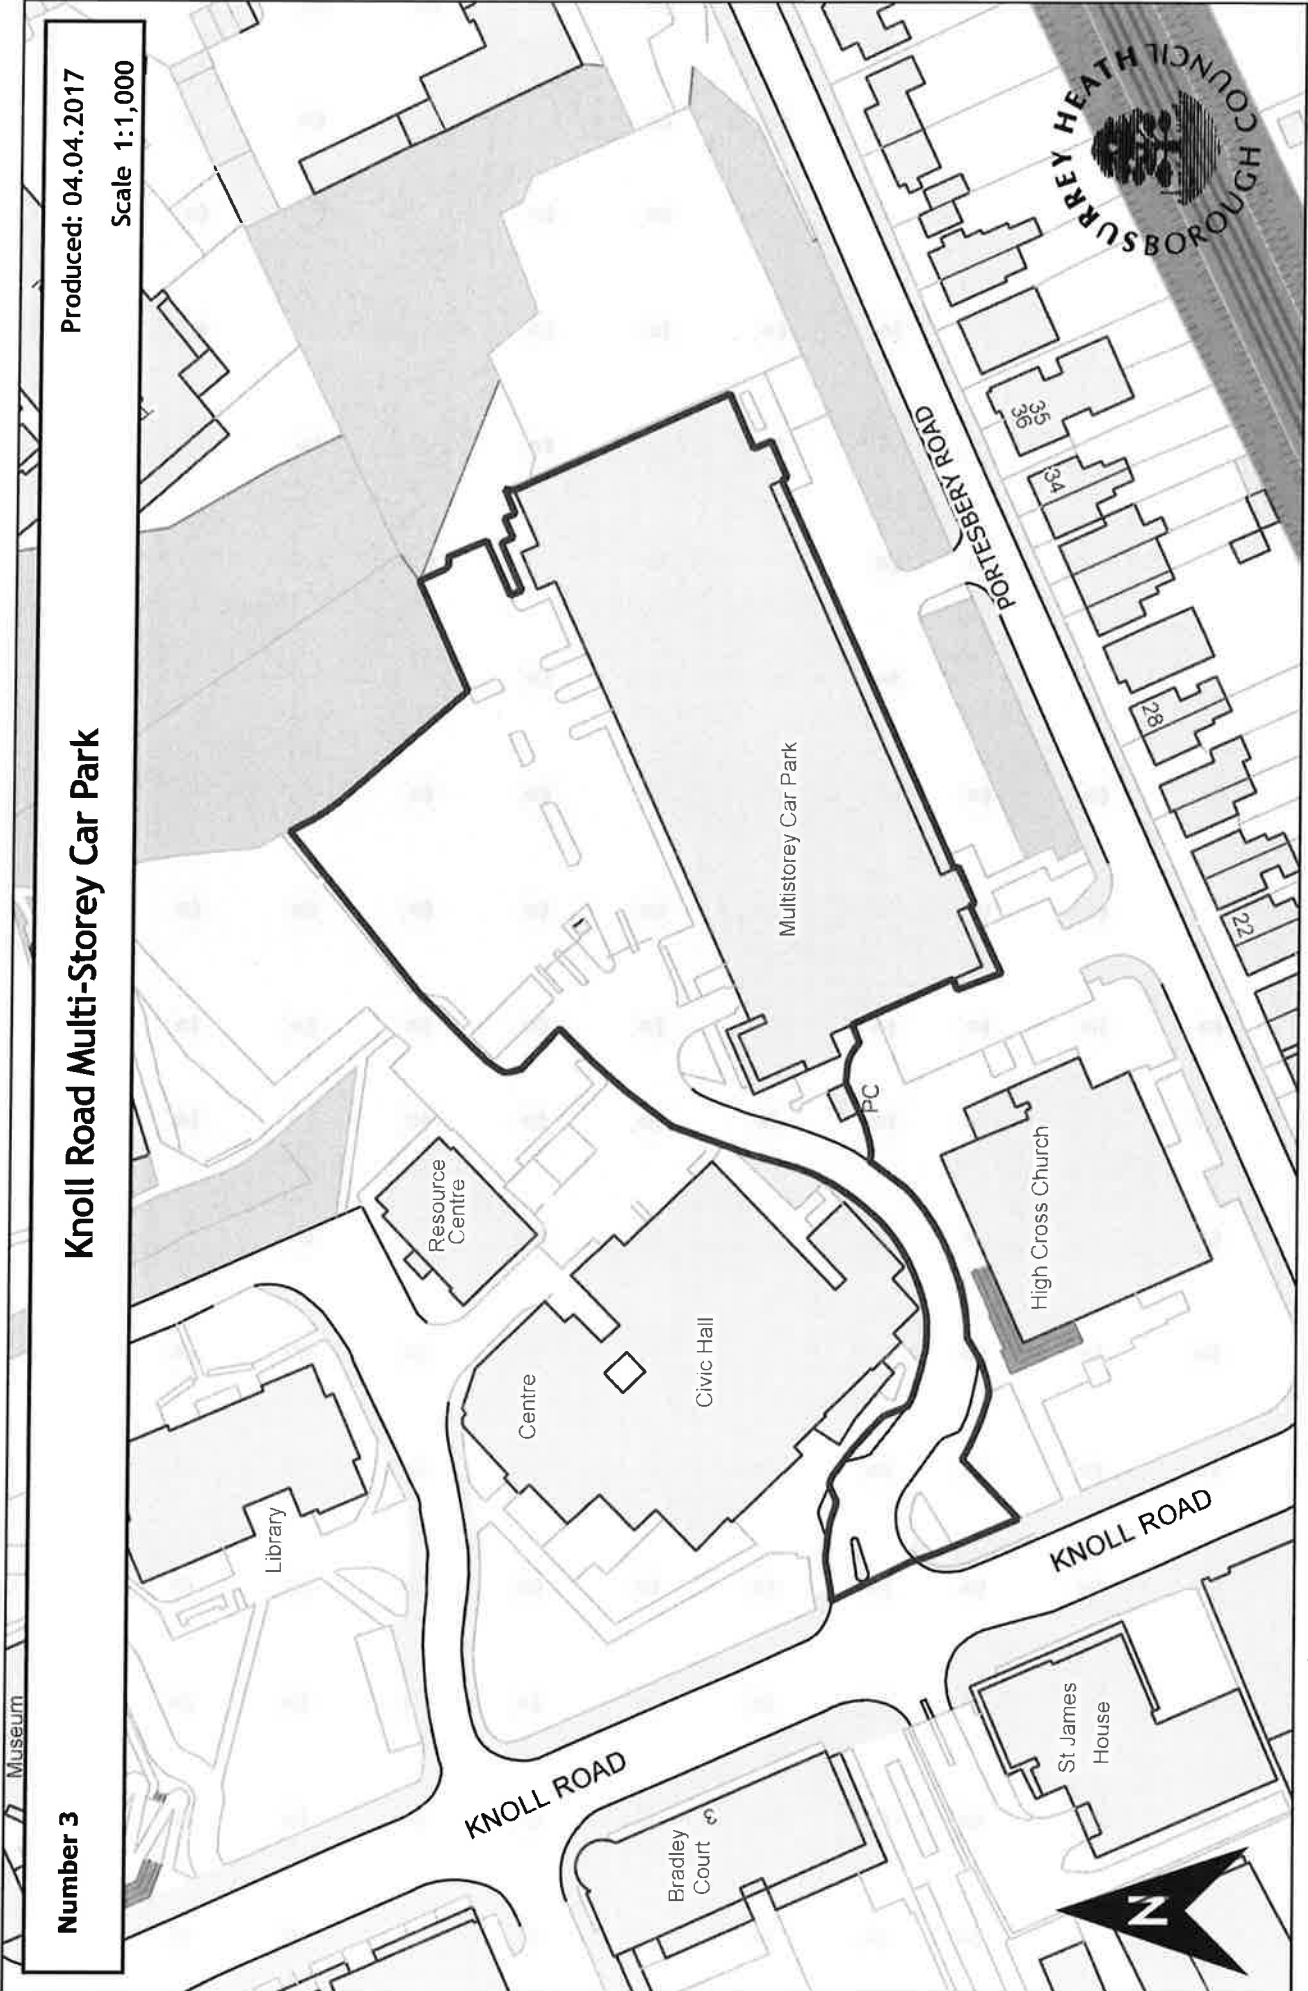 Number 3
Knoll Road Multi-Storey Car Park
Produced: 04.04.2017
Scale 1:1,000
Museum
Library
Resource
Centre
Centre
Civic Hall
Multistorey Car Park
PC
High Cross Church
KNOLL ROAD
KNOLL ROAD
PORTESBERY ROAD
Bradley
Court
3
St James
House
22
28
34
35
36
N
SURREY HEATH
BOROUGH COUNCIL